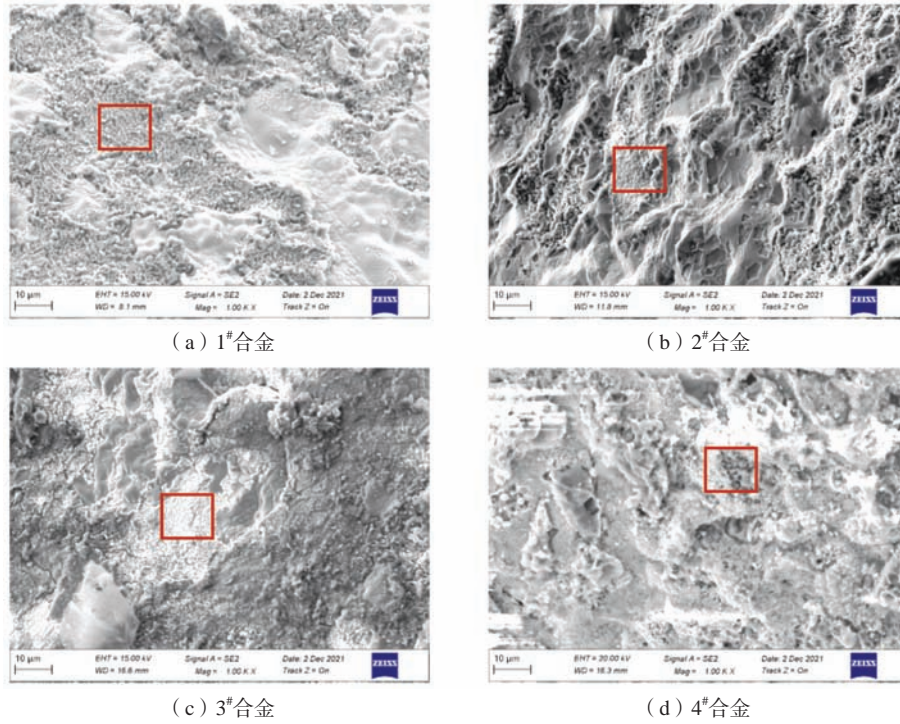 10 μm EHT = 15.00 kV Signal A = SE2 Date: 2 Dec 2021 ZEISS
WD = 8.1 mm Mag = 1.00 K X Track Z = On
10 μm EHT = 15.00 kV Signal A = SE2 Date: 2 Dec 2021 ZEISS
WD = 11.8 mm Mag = 1.00 K X Track Z = On
(a)1#合金
(b)2#合金
10 μm EHT = 15.00 kV Signal A = SE2 Date: 2 Dec 2021 ZEISS
WD = 16.6 mm Mag = 1.00 K X Track Z = On
10 μm EHT = 20.00 kV Signal A = SE2 Date: 2 Dec 2021 ZEISS
WD = 16.3 mm Mag = 1.00 K X Track Z = On
(c)3#合金
(d)4#合金